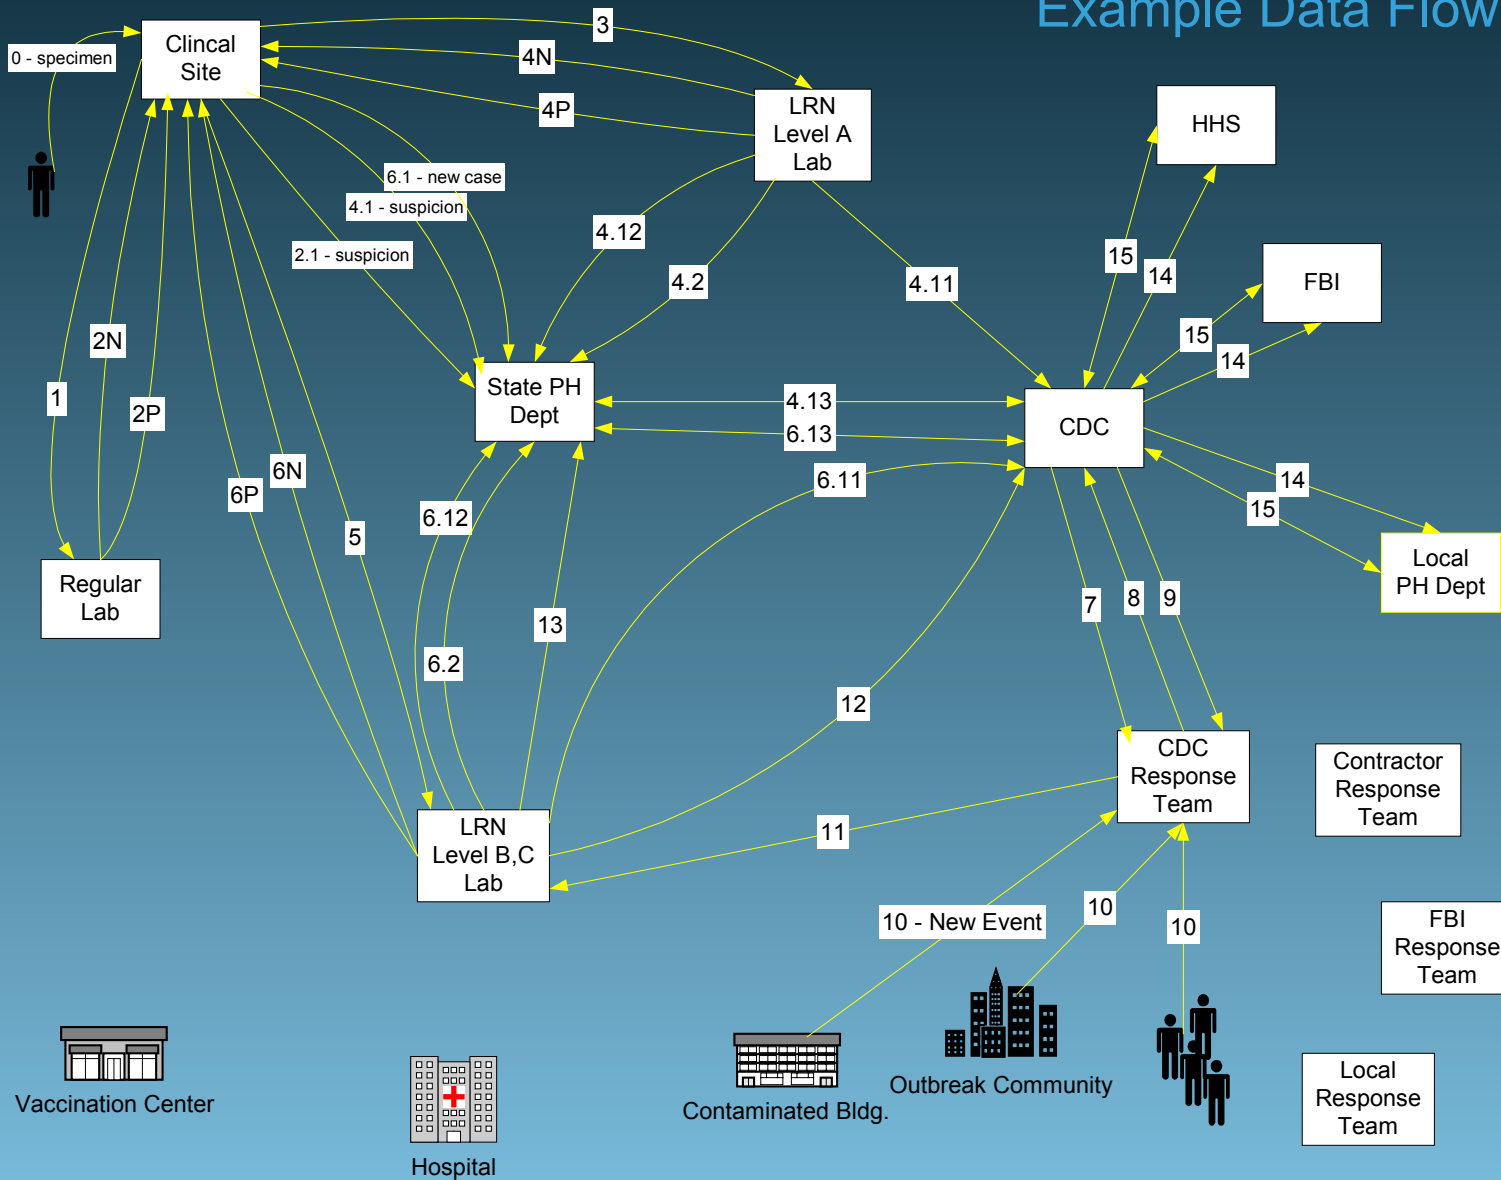 Example Data Flow
3
Clincal
Site
0 - specimen
4N
4P
LRN
Level A
Lab
HHS
6.1 - new case
4.1 - suspicion
2.1 - suspicion
4.12
4.2
4.11
15
14
FBI
15
14
1
2N
2P
State PH
Dept
4.13
6.13
CDC
6P
6N
5
6.12
6.11
14
15
Local
PH Dept
Regular
Lab
6.2
13
7
8
9
12
CDC
Response
Team
Contractor
Response
Team
LRN
Level B,C
Lab
11
10 - New Event
10
10
FBI
Response
Team
Vaccination Center
Hospital
Contaminated Bldg.
Outbreak Community
Local
Response
Team